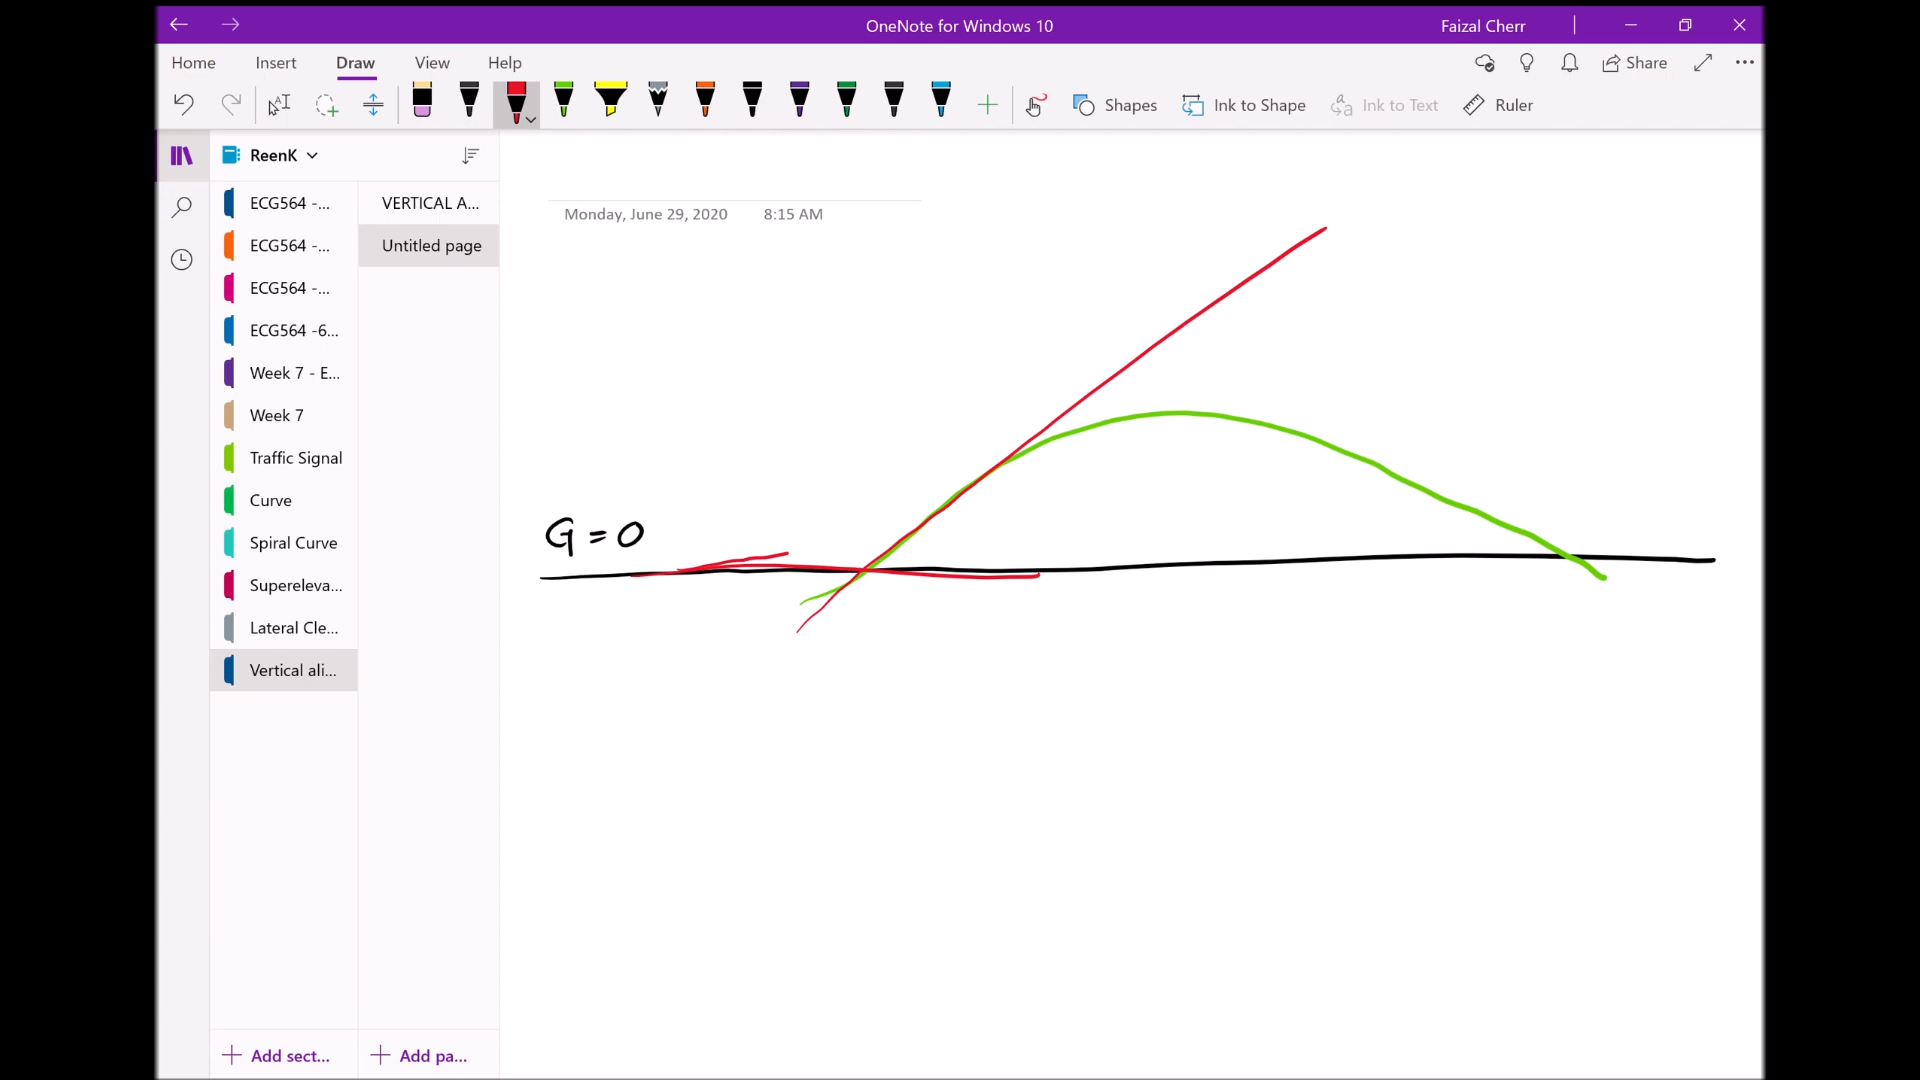 OneNote for Windows 10
Faizal Cherr
Home Insert Draw View Help
Share
Shapes Ink to Shape Ink to Text Ruler
ReenK
ECG564 -...
ECG564 -...
ECG564 -...
ECG564 -6...
Week 7 - E...
Week 7
Traffic Signal
Curve
Spiral Curve
Supereleva...
Lateral Cle...
Vertical ali...
Add sect...
VERTICAL A...
Untitled page
Add pa...
Monday, June 29, 2020 8:15 AM
G = 0